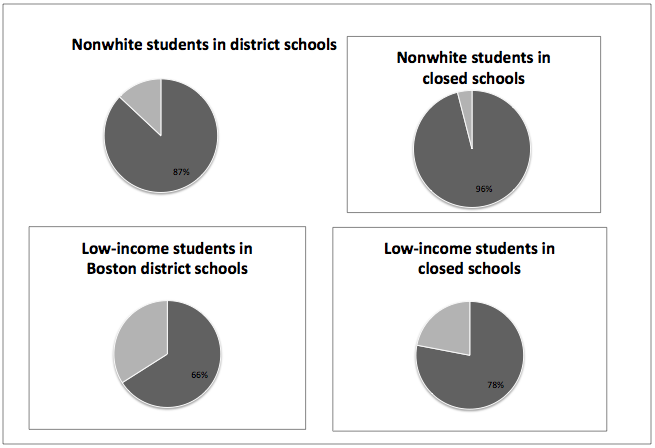 Nonwhite students in district schools
87%
Nonwhite students in
closed schools
96%
Low-income students in
Boston district schools
66%
Low-income students in
closed schools
78%